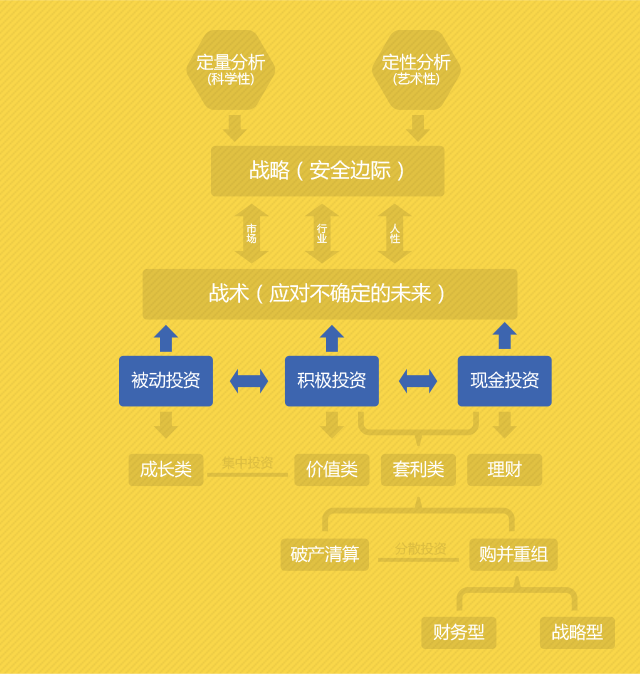 定量分析
(科学性)
定性分析
(艺术性)
战略（安全边际）
市场
行业
人性
战术（应对不确定的未来）
被动投资
积极投资
现金投资
成长类
集中投资
价值类
套利类
理财
破产清算
分散投资
购并重组
财务型
战略型